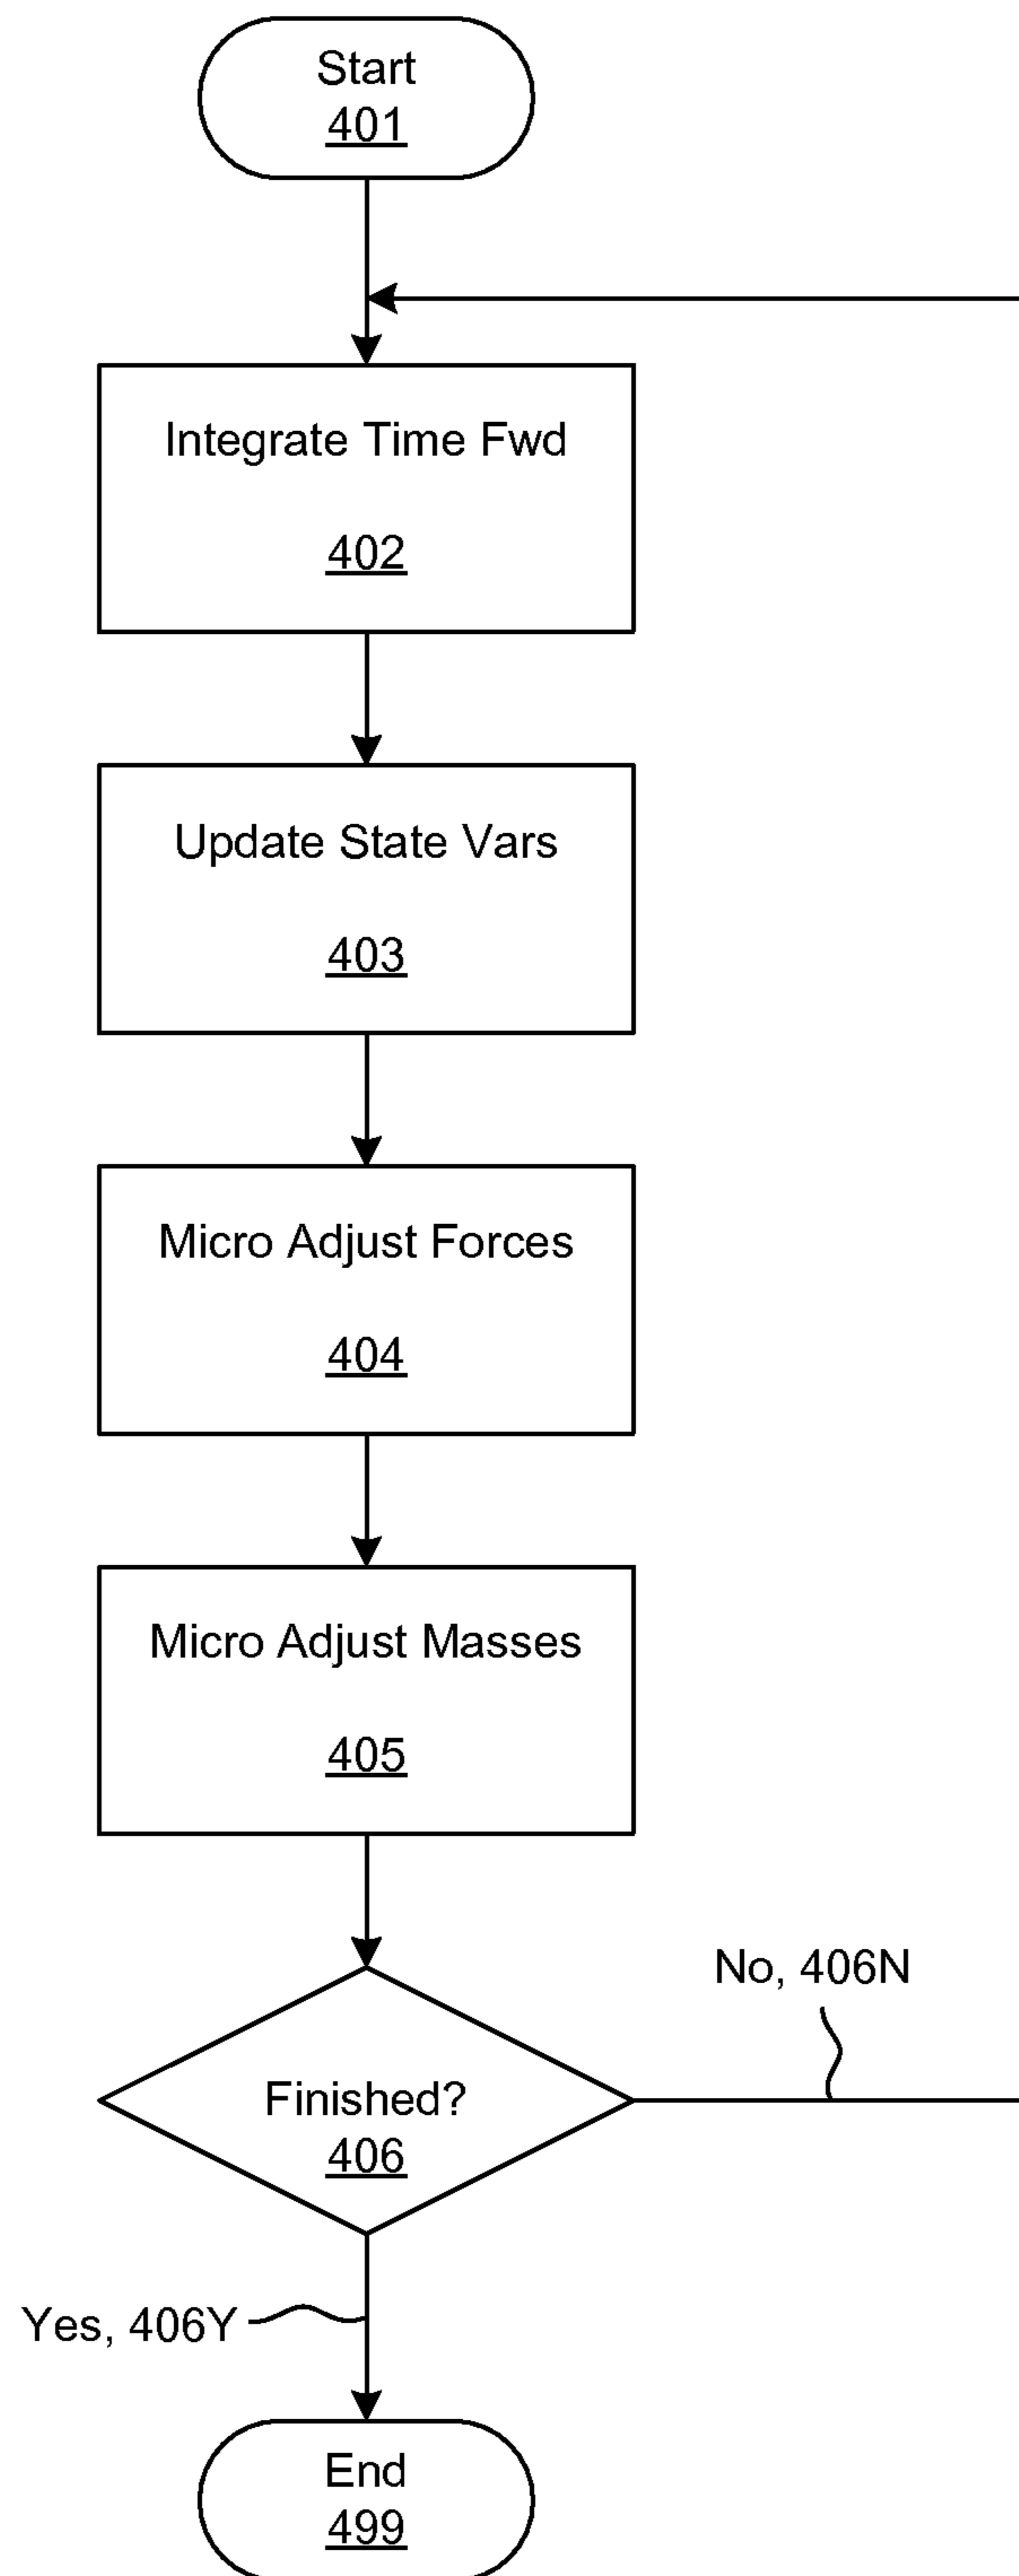 Start
401
Integrate Time Fwd
402
Update State Vars
403
Micro Adjust Forces
404
Micro Adjust Masses
405
No, 406N
Finished?
406
Yes, 406Y
End
499